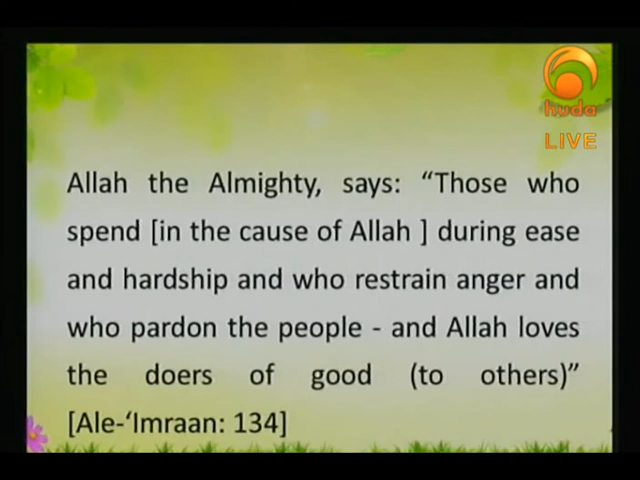 huda
LIVE
Allah the Almighty, says: “Those who
spend [in the cause of Allah ] during ease
and hardship and who restrain anger and
who pardon the people - and Allah loves
the doers of good (to others)”
[Ale-‘Imraan: 134]